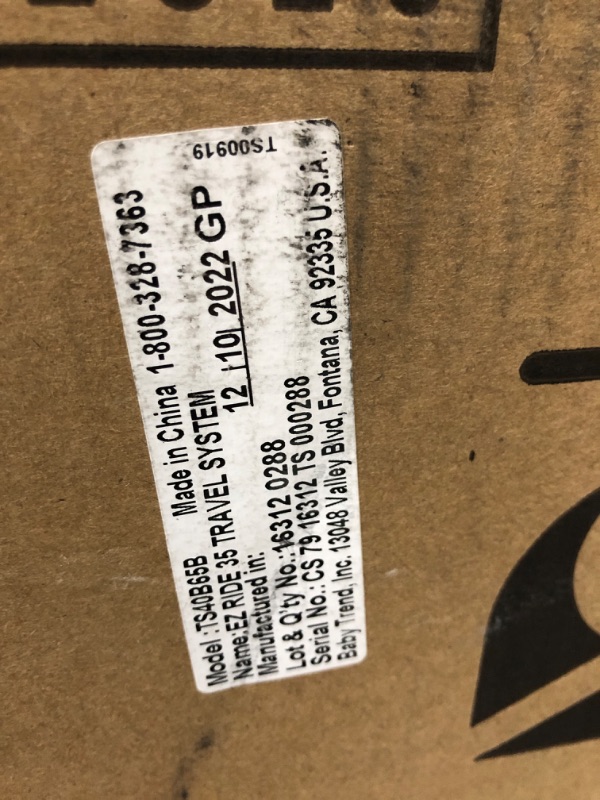 TS00919
Model :TS40B65B Made in China 1-800-328-7363
Name:EZ RIDE 35 TRAVEL SYSTEM
Manufactured in: 12 /10/ 2022 GP
Lot & Q'ty No.:16312 0288
Serial No.: CS 79 16312 TS 000288
Baby Trend, Inc. 13048 Valley Blvd, Fontana, CA 92335 U.S.A.